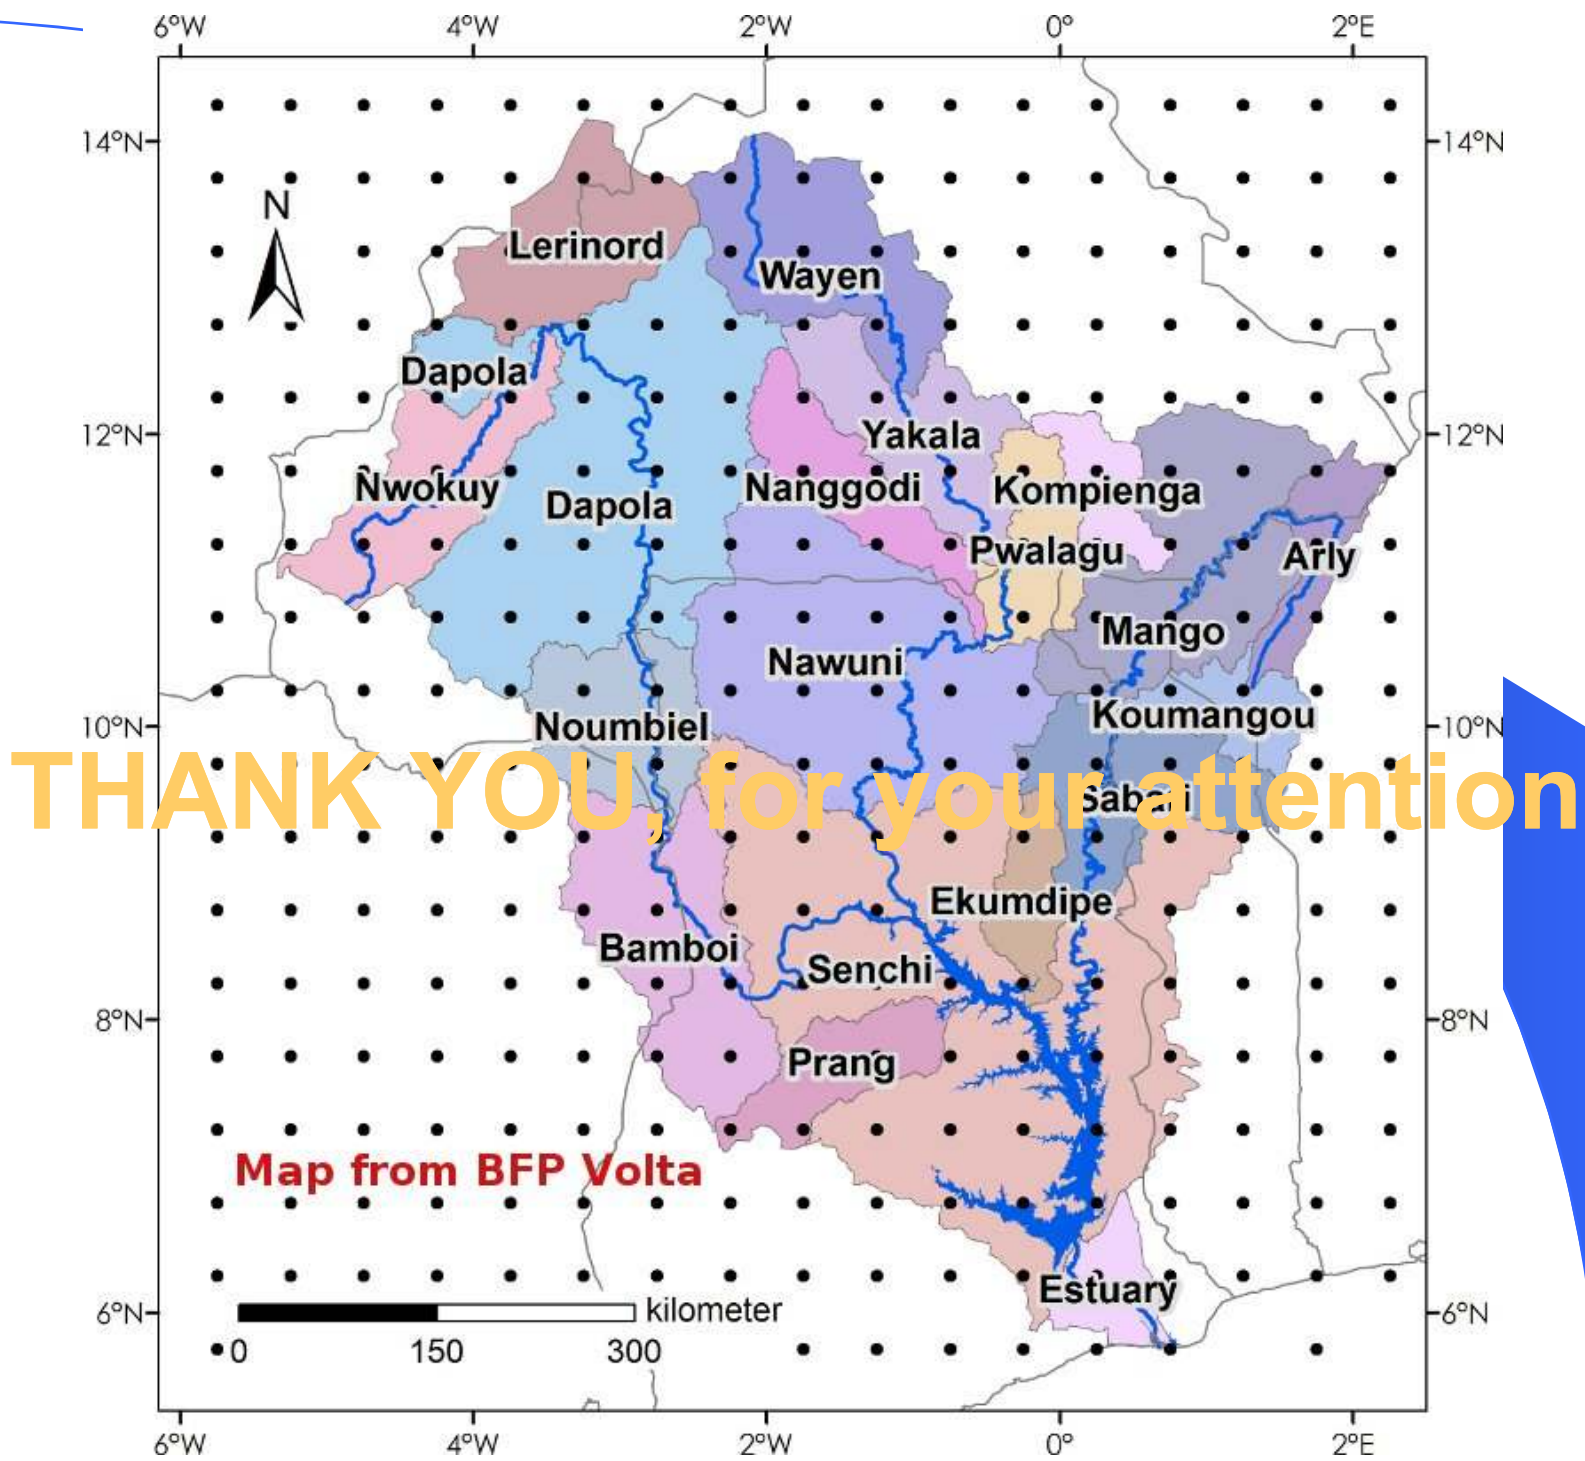 6°W 4°W 2°W 0° 2°E
14°N 14°N
N
Lerinord
Wayen
Dapola
12°N 12°N
Yakala
Nwokuy
Nanggodi
Kompienga
Dapola
Pwalagu
Arly
Mango
Nawuni
Koumangou
10°N 10°N
Noumbiel
THANK YOU, for your attention
Sabari
Ekumdipe
Bamboi
Senchi
8°N 8°N
Prang
Map from BFP Volta
Estuary
6°N 6°N
kilometer
0 150 300
6°W 4°W 2°W 0° 2°E